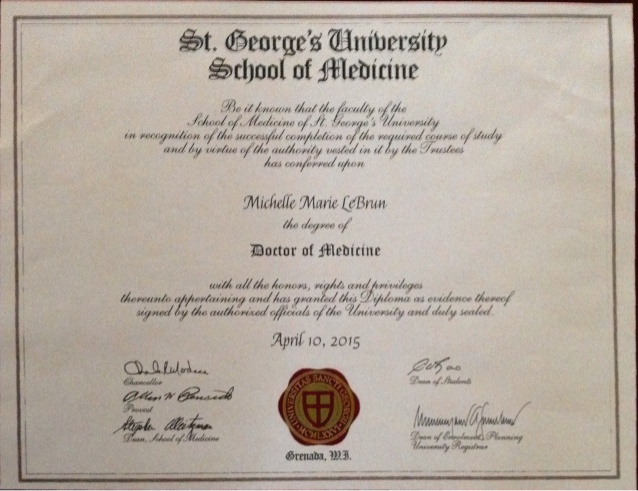 St. George's University
School of Medicine
Be it known that the faculty of the
School of Medicine of St. George's University
in recognition of the successful completion of the required course of study
and by virtue of the authority vested in it by the Trustees
has conferred upon
Michelle Marie LeBrun
the degree of
Doctor of Medicine
with all the honors, rights and privileges
thereunto appertaining and has granted this Diploma as evidence thereof
signed by the authorized officials of the University and duly sealed.
April 10, 2015
Chancellor
Provost
Dean, School of Medicine
Dean of Students
Dean of Enrolment Planning
University Registrar
MCMLXXVI
Grenada, W.I.